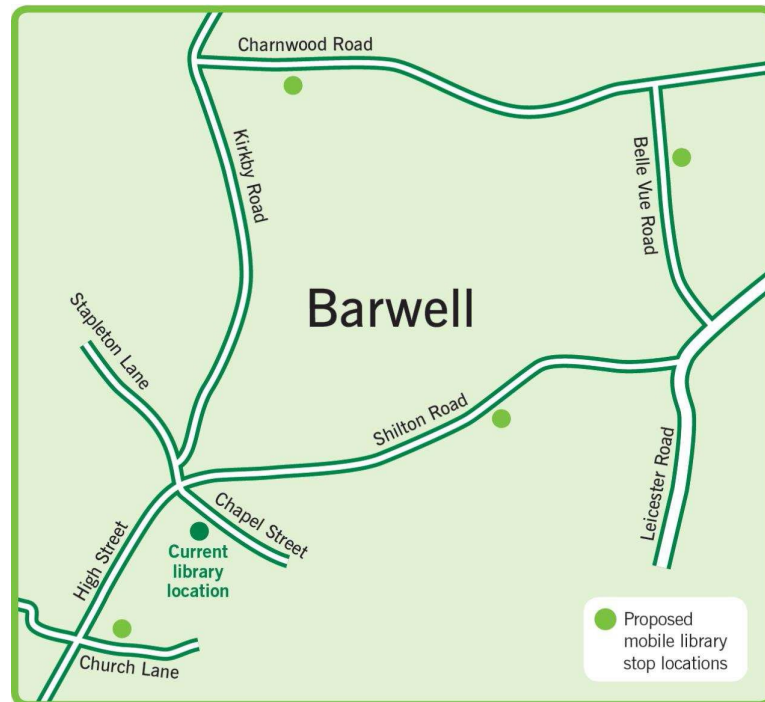 Charnwood Road
Kirkby Road
Belle Vue Road
Barwell
Stapleton Lane
Shilton Road
Leicester Road
Chapel Street
High Street
Current
library
location
Church Lane
Proposed
mobile library
stop locations